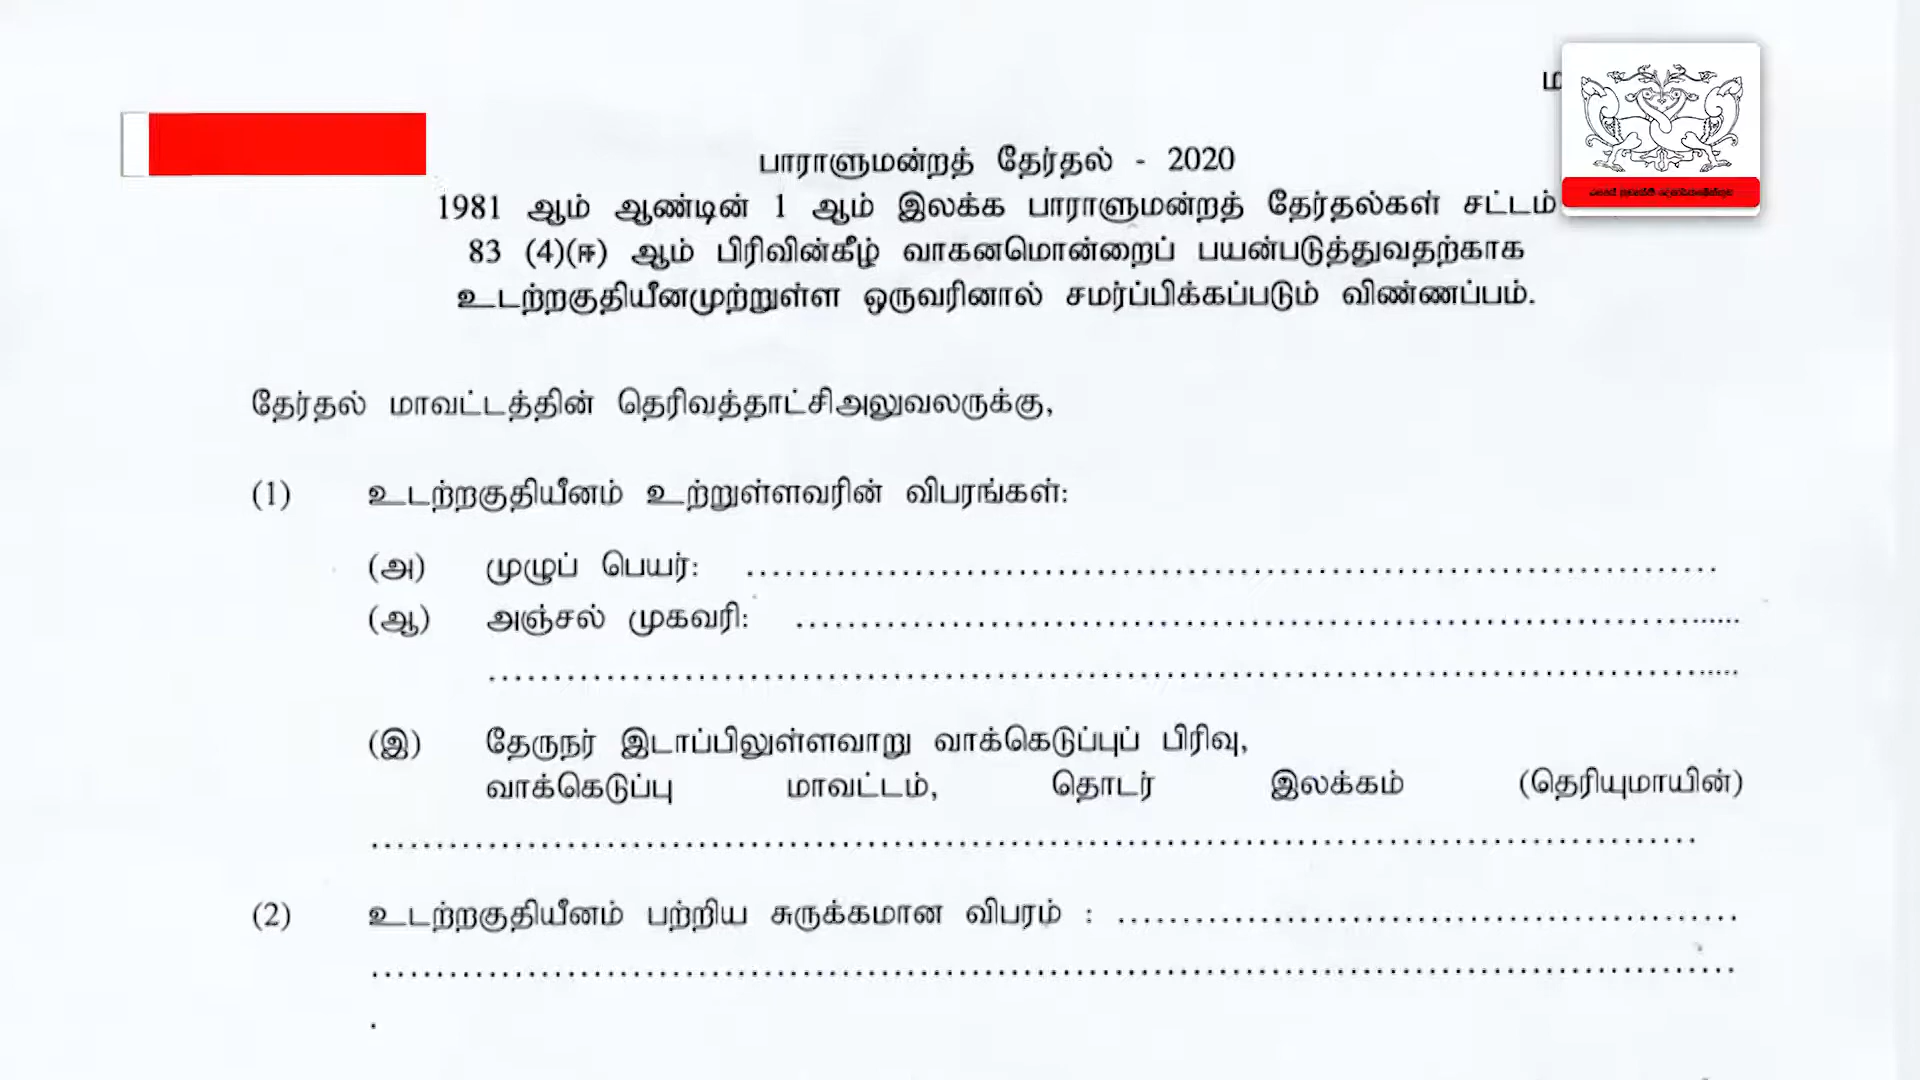 பாராளுமன்றத் தேர்தல் - 2020
1981 ஆம் ஆண்டின் 1 ஆம் இலக்க பாராளுமன்றத் தேர்தல்கள் சட்டம்
83 (4)(ஈ) ஆம் பிரிவின்கீழ் வாகனமொன்றைப் பயன்படுத்துவதற்காக
உடற்றகுதியீனமுற்றுள்ள ஒருவரினால் சமர்ப்பிக்கப்படும் விண்ணப்பம்.
தேர்தல் மாவட்டத்தின் தெரிவத்தாட்சிஅலுவலருக்கு,
(1) உடற்றகுதியீனம் உற்றுள்ளவரின் விபரங்கள்:
(அ) முழுப் பெயர்: ................................................................
(ஆ) அஞ்சல் முகவரி: ................................................................
................................................................
(இ) தேருநர் இடாப்பிலுள்ளவாறு வாக்கெடுப்புப் பிரிவு,
வாக்கெடுப்பு மாவட்டம், தொடர் இலக்கம் (தெரியுமாயின்)
................................................................
(2) உடற்றகுதியீனம் பற்றிய சுருக்கமான விபரம் : ........................................
................................................................
.